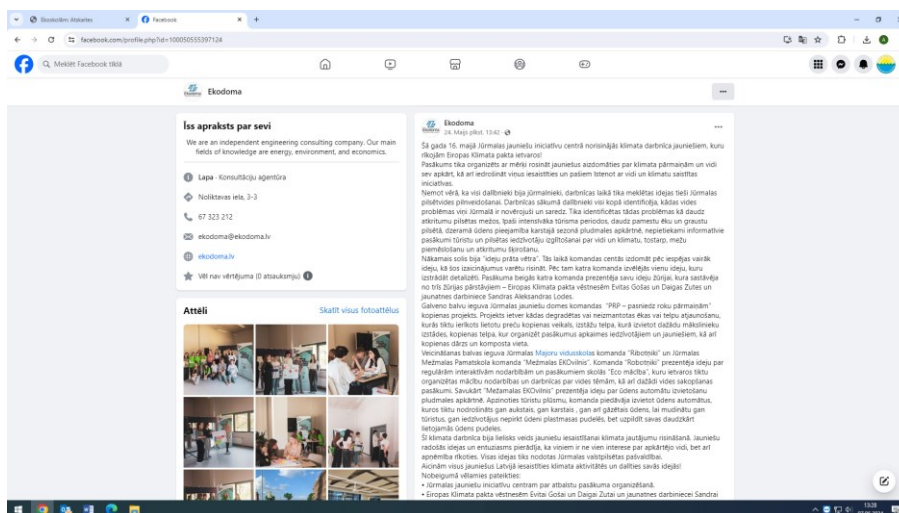 Ekoskolām Atskaites
Facebook
facebook.com/profile.php?id=100050555397124
Meklēt Facebook tīklā
Ekodoma
Īss apraksts par sevi
We are an independent engineering consulting company. Our main
fields of knowledge are energy, environment, and economics.
Lapa · Konsultāciju aģentūra
Noliktavas iela, 3-3
67 323 212
ekodoma@ekodoma.lv
ekodoma.lv
Vēl nav vērtējuma (0 atsauksmju)
Attēli
Skatīt visus fotoattēlus
Ekodoma
24. Maijs plkst. 13:42
Šā gada 16. maijā Jūrmalas jauniešu iniciatīvu centrā norisinājās klimata darbnīca jauniešiem, kuru
rīkojām Eiropas Klimata pakta ietvaros!
Pasākums tika organizēts ar mērķi rosināt jauniešus aizdomāties par klimata pārmaiņām un vidi
sev apkārt, kā arī iedrošināt viņus iesaistīties un pašiem īstenot ar vidi un klimatu saistītas
iniciatīvas.
Ņemot vērā, ka visi dalībnieki bija jūrmalnieki, darbnīcas laikā tika meklētas idejas tieši Jūrmalas
pilsētvides pilnveidošanai. Darbnīcas sākumā dalībnieki visi kopā identificēja, kādas vides
problēmas viņi Jūrmalā ir novērojuši un saredz. Tika identificētas tādas problēmas kā daudz
atkritumu pilsētas mežos, īpaši intensīvāka tūrisma periodos, daudz pamestu ēku un graustu
pilsētā, dzeramā ūdens pieejamība karstajā sezonā pludmales apkārtnē, nepietiekami informatīvie
pasākumi tūristu un pilsētas iedzīvotāju izglītošanai par vidi un klimatu, tostarp, mežu
piemēslošanu un atkritumu šķirošanu.
Nākamais solis bija "ideju prāta vētra". Tās laikā komandas centās izdomāt pēc iespējas vairāk
ideju, kā šos izaicinājumus varētu risināt. Pēc tam katra komanda izvēlējās vienu ideju, kuru
izstrādāt detalizēti. Pasākuma beigās katra komanda prezentēja savu ideju žūrijai, kura sastāvēja
no trīs žūrijas pārstāvjiem – Eiropas Klimata pakta vēstnesēm Evitas Gošas un Daigas Zutes un
jaunatnes darbiniece Sandras Aleksandras Lodes.
Galveno balvu ieguva Jūrmalas jauniešu domes komandas "PRP – pasniedz roku pārmaiņām"
kopienas projekts. Projekts ietver kādas degradētas vai neizmantotas ēkas vai telpu atjaunošanu,
kurās tiktu ierīkots lietotu preču kopienas veikals, izstāžu telpa, kurā izvietot dažādu mākslinieku
izstādes, kopienas telpa, kur organizēt pasākumus apkaimes iedzīvotājiem un jauniešiem, kā arī
kopienas dārzs un komposta vieta.
Veicināšanas balvas ieguva Jūrmalas Majoru vidusskolas komanda "Ribotņiki" un Jūrmalas
Mežmalas Pamatskola komanda "Mežmalas EKOvilnis". Komanda "Robotņiki" prezentēja ideju par
regulārām interaktīvām nodarbībām un pasākumiem skolās "Eco mācība", kuru ietvaros tiktu
organizētas mācību nodarbības un darbnīcas par vides tēmām, kā arī dažādi vides sakopšanas
pasākumi. Savukārt "Mežamalas EKOvilnis" prezentēja ideju par ūdens automātu izvietošanu
pludmales apkārtnē. Apzinoties tūristu plūsmu, komanda piedāvāja izvietot ūdens automātus,
kuros tiktu nodrošināts gan aukstais, gan karstais , gan arī gāzētais ūdens, lai mudinātu gan
tūristus, gan iedzīvotājus nepirkt ūdeni plastmasas pudelēs, bet uzpildīt savas daudzkārt
lietojamās ūdens pudeles.
Šī klimata darbnīca bija lielisks veids jauniešu iesaistīšanai klimata jautājumu risināšanā. Jauniešu
radošās idejas un entuziasms pierādīja, ka viņiem ir ne vien interese par apkārtējo vidi, bet arī
apņēmība rīkoties. Visas idejas tiks nodotas Jūrmalas valstpilsētas pašvaldībai.
Aicinām visus jauniešus Latvijā iesaistīties klimata aktivitātēs un dalīties savās idejās!
Nobeigumā vēlamies pateikties:
• Jūrmalas jauniešu iniciatīvu centram par atbalstu pasākuma organizēšanā.
• Eiropas Klimata pakta vēstnesēm Evitai Gošai un Daigai Zutai un jaunatnes darbiniecei Sandrai
13:28